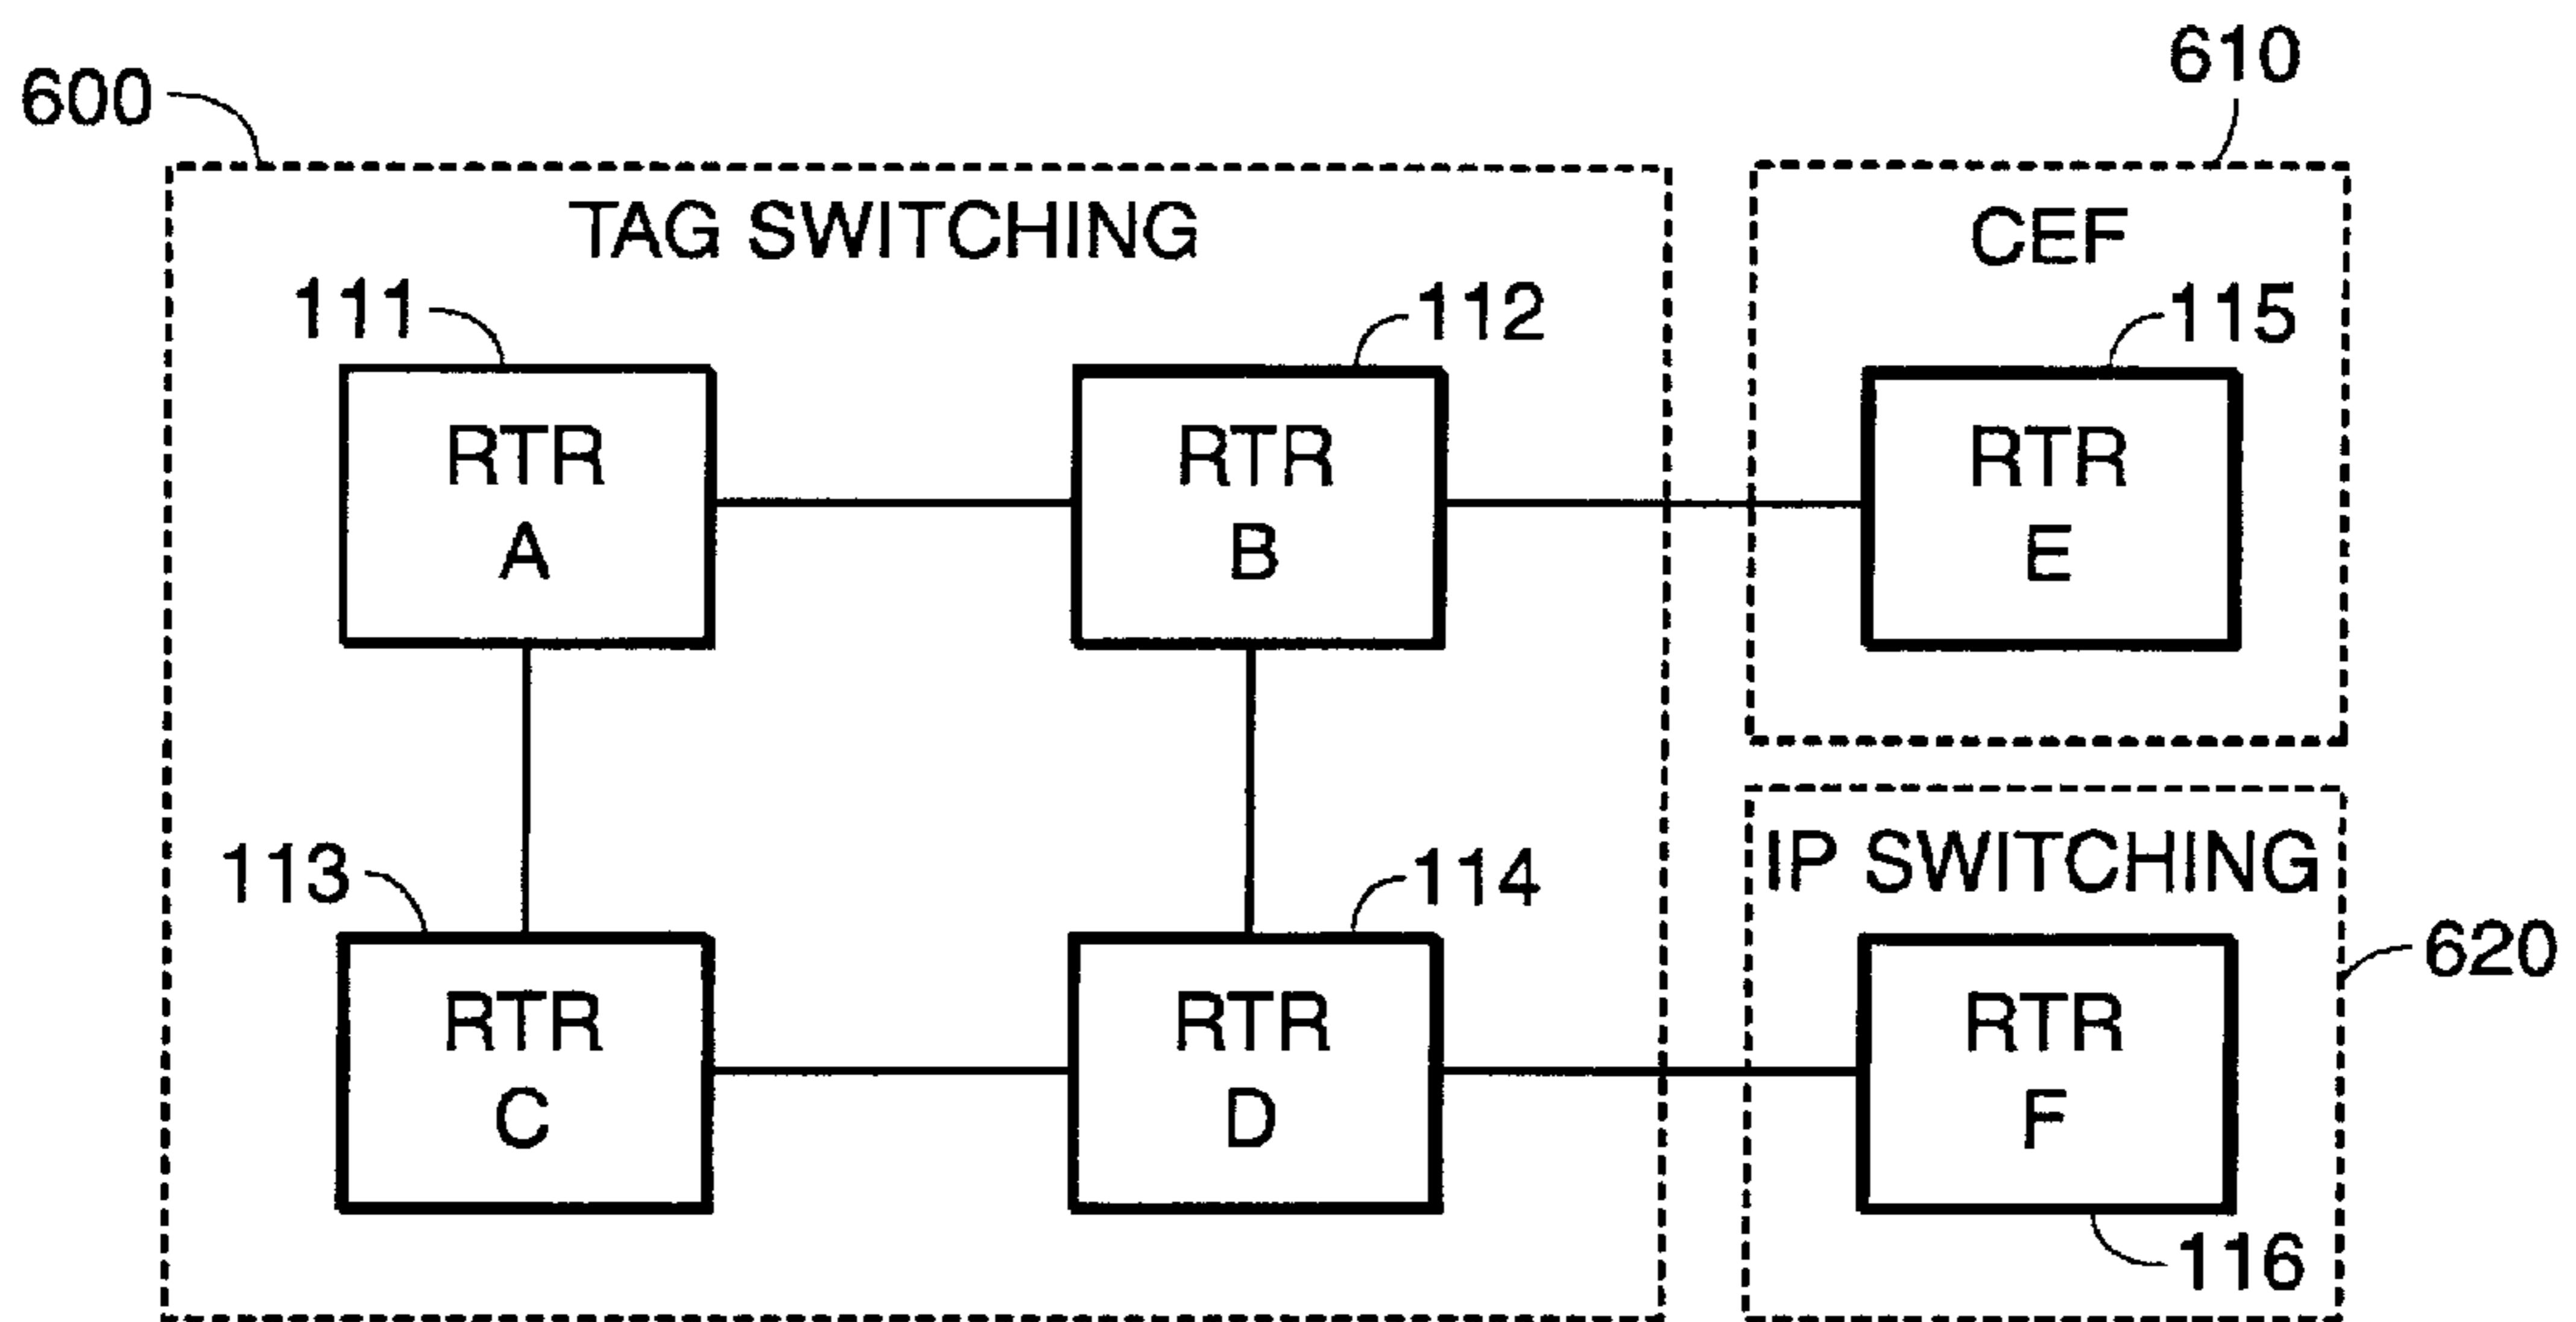 600
610
TAG SWITCHING
CEF
111
112
115
RTR
A
RTR
B
RTR
E
113
114
IP SWITCHING
620
RTR
C
RTR
D
RTR
F
116